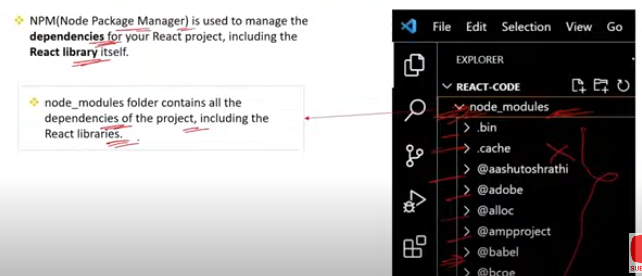 NPM(Node Package Manager) is used to manage the
dependencies for your React project, including the
React library itself.
node_modules folder contains all the
dependencies of the project, including the
React libraries.
File Edit Selection View Go
EXPLORER
REACT-CODE
node_modules
.bin
.cache
@aashutoshrathi
@adobe
@alloc
@ampproject
@babel
@bcoe